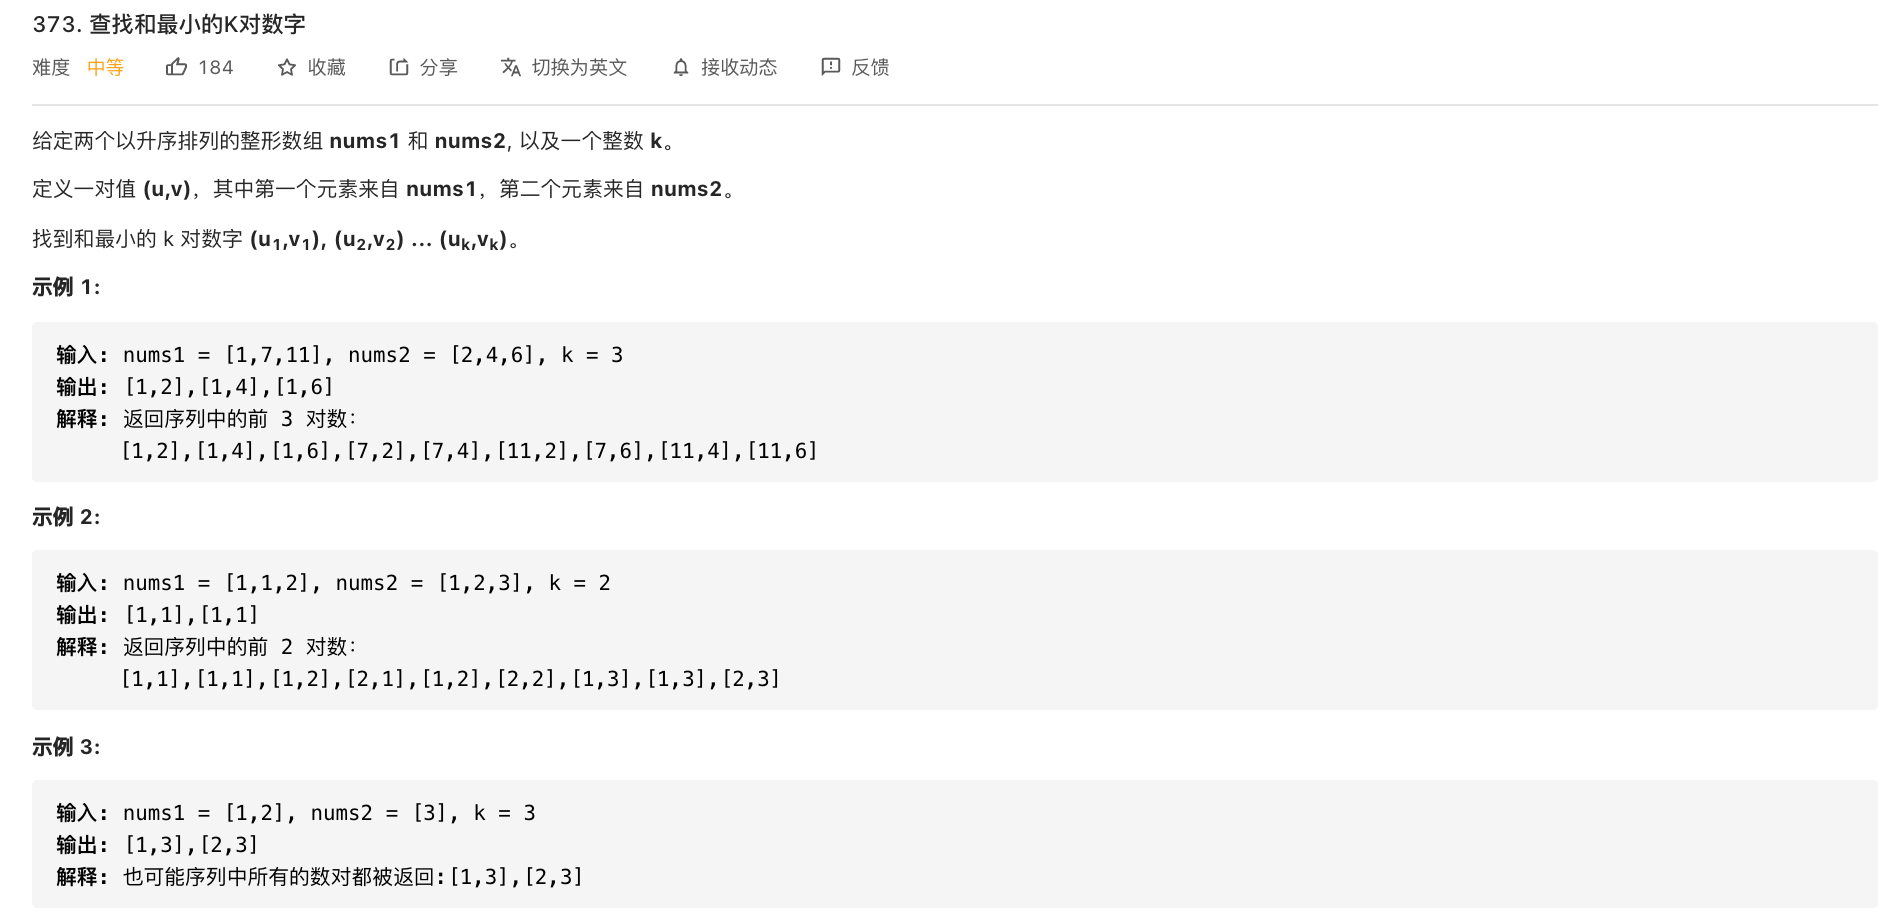 373. 查找和最小的K对数字
难度 中等 184 收藏 分享 切换为英文 接收动态 反馈
给定两个以升序排列的整形数组 nums1 和 nums2, 以及一个整数 k。
定义一对值 (u,v)，其中第一个元素来自 nums1，第二个元素来自 nums2。
找到和最小的 k 对数字 (u1,v1), (u2,v2) ... (uk,vk)。
示例 1:
输入: nums1 = [1,7,11], nums2 = [2,4,6], k = 3
输出: [1,2],[1,4],[1,6]
解释: 返回序列中的前 3 对数：
[1,2],[1,4],[1,6],[7,2],[7,4],[11,2],[7,6],[11,4],[11,6]
示例 2:
输入: nums1 = [1,1,2], nums2 = [1,2,3], k = 2
输出: [1,1],[1,1]
解释: 返回序列中的前 2 对数：
[1,1],[1,1],[1,2],[2,1],[1,2],[2,2],[1,3],[1,3],[2,3]
示例 3:
输入: nums1 = [1,2], nums2 = [3], k = 3
输出: [1,3],[2,3]
解释: 也可能序列中所有的数对都被返回:[1,3],[2,3]